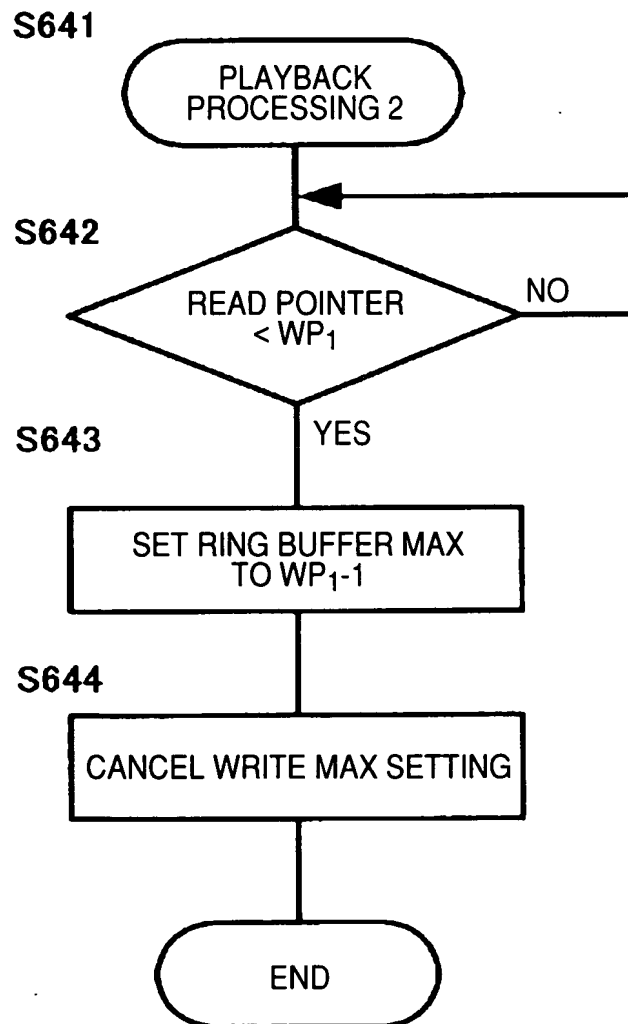 S641
PLAYBACK
PROCESSING 2
S642
READ POINTER
< WP₁
NO
YES
S643
SET RING BUFFER MAX
TO WP₁-1
S644
CANCEL WRITE MAX SETTING
END